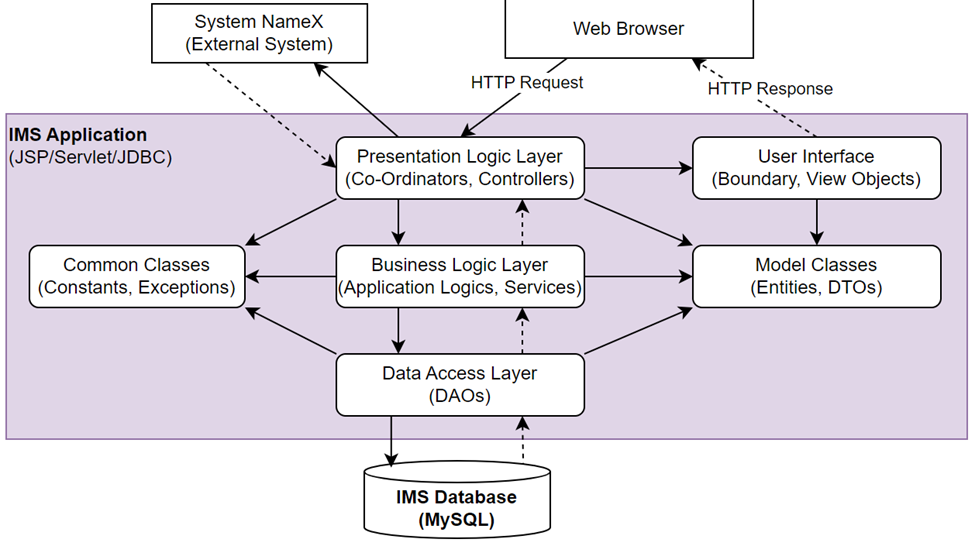 System NameX
(External System)
Web Browser
HTTP Request
HTTP Response
IMS Application
(JSP/Servlet/JDBC)
Presentation Logic Layer
(Co-Ordinators, Controllers)
User Interface
(Boundary, View Objects)
Common Classes
(Constants, Exceptions)
Business Logic Layer
(Application Logics, Services)
Model Classes
(Entities, DTOs)
Data Access Layer
(DAOs)
IMS Database
(MySQL)